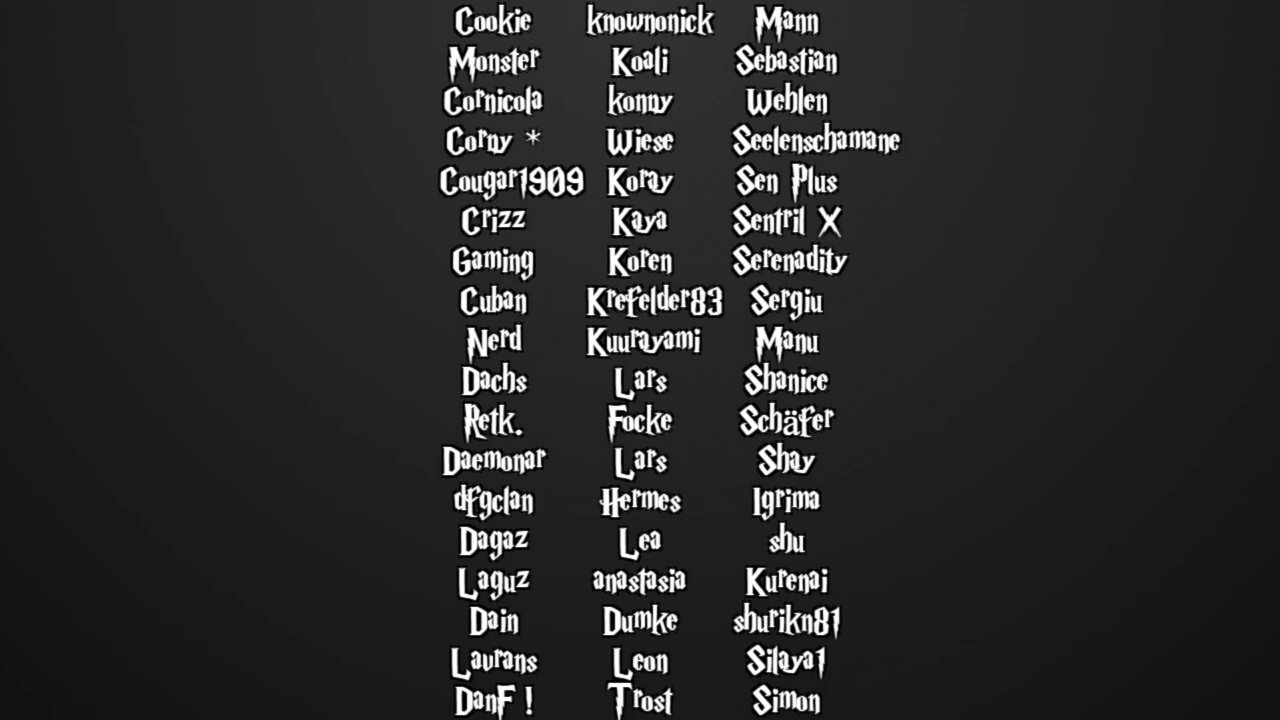 Cookie knownonick Mann
Monster Koali Sebastian
Cornicola konny Wehlen
Corny * Wiese Seelenschamane
Cougar1909 Koray Sen Plus
Crizz Kaya Sentril X
Gaming Koren Serenadity
Cuban Krefelder83 Sergiu
Nerd Kuurayami Manu
Dachs Lars Shanice
Retk. Focke Schäfer
Daemonar Lars Shay
dfgclan Hermes Igrima
Dagaz Lea shu
Laguz anastasia Kurenai
Dain Dumke shurikn81
Lavrans Leon Silaya1
DanF ! Trost Simon